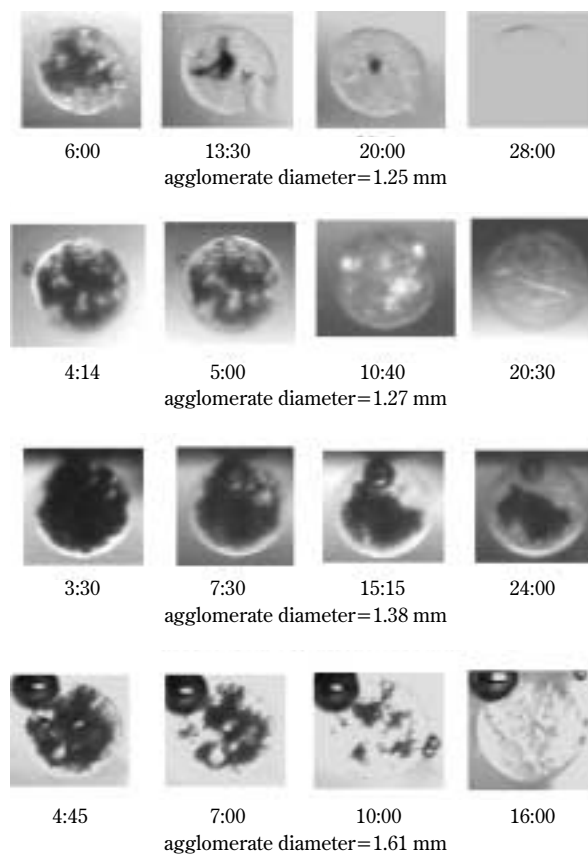 6:00 13:30 20:00 28:00
agglomerate diameter=1.25 mm
4:14 5:00 10:40 20:30
agglomerate diameter=1.27 mm
3:30 7:30 15:15 24:00
agglomerate diameter=1.38 mm
4:45 7:00 10:00 16:00
agglomerate diameter=1.61 mm